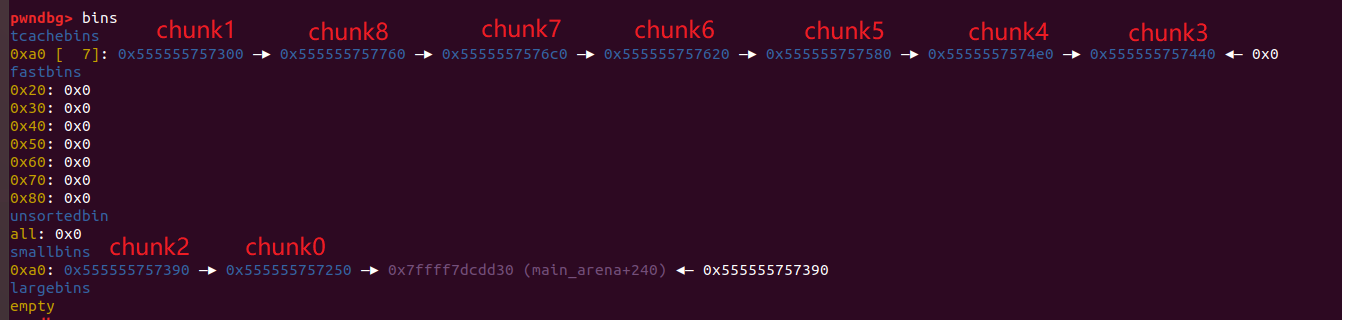 pwndbg> bins
chunk1 chunk8 chunk7 chunk6 chunk5 chunk4 chunk3
tcachebins
0xa0 [  7]: 0x555555757300 —▸ 0x555555757760 —▸ 0x5555557576c0 —▸ 0x555555757620 —▸ 0x555555757580 —▸ 0x5555557574e0 —▸ 0x555555757440 ◂— 0x0
fastbins
0x20: 0x0
0x30: 0x0
0x40: 0x0
0x50: 0x0
0x60: 0x0
0x70: 0x0
0x80: 0x0
unsortedbin
all: 0x0
chunk2 chunk0
smallbins
0xa0: 0x555555757390 —▸ 0x555555757250 —▸ 0x7ffff7dcdd30 (main_arena+240) ◂— 0x555555757390
largebins
empty